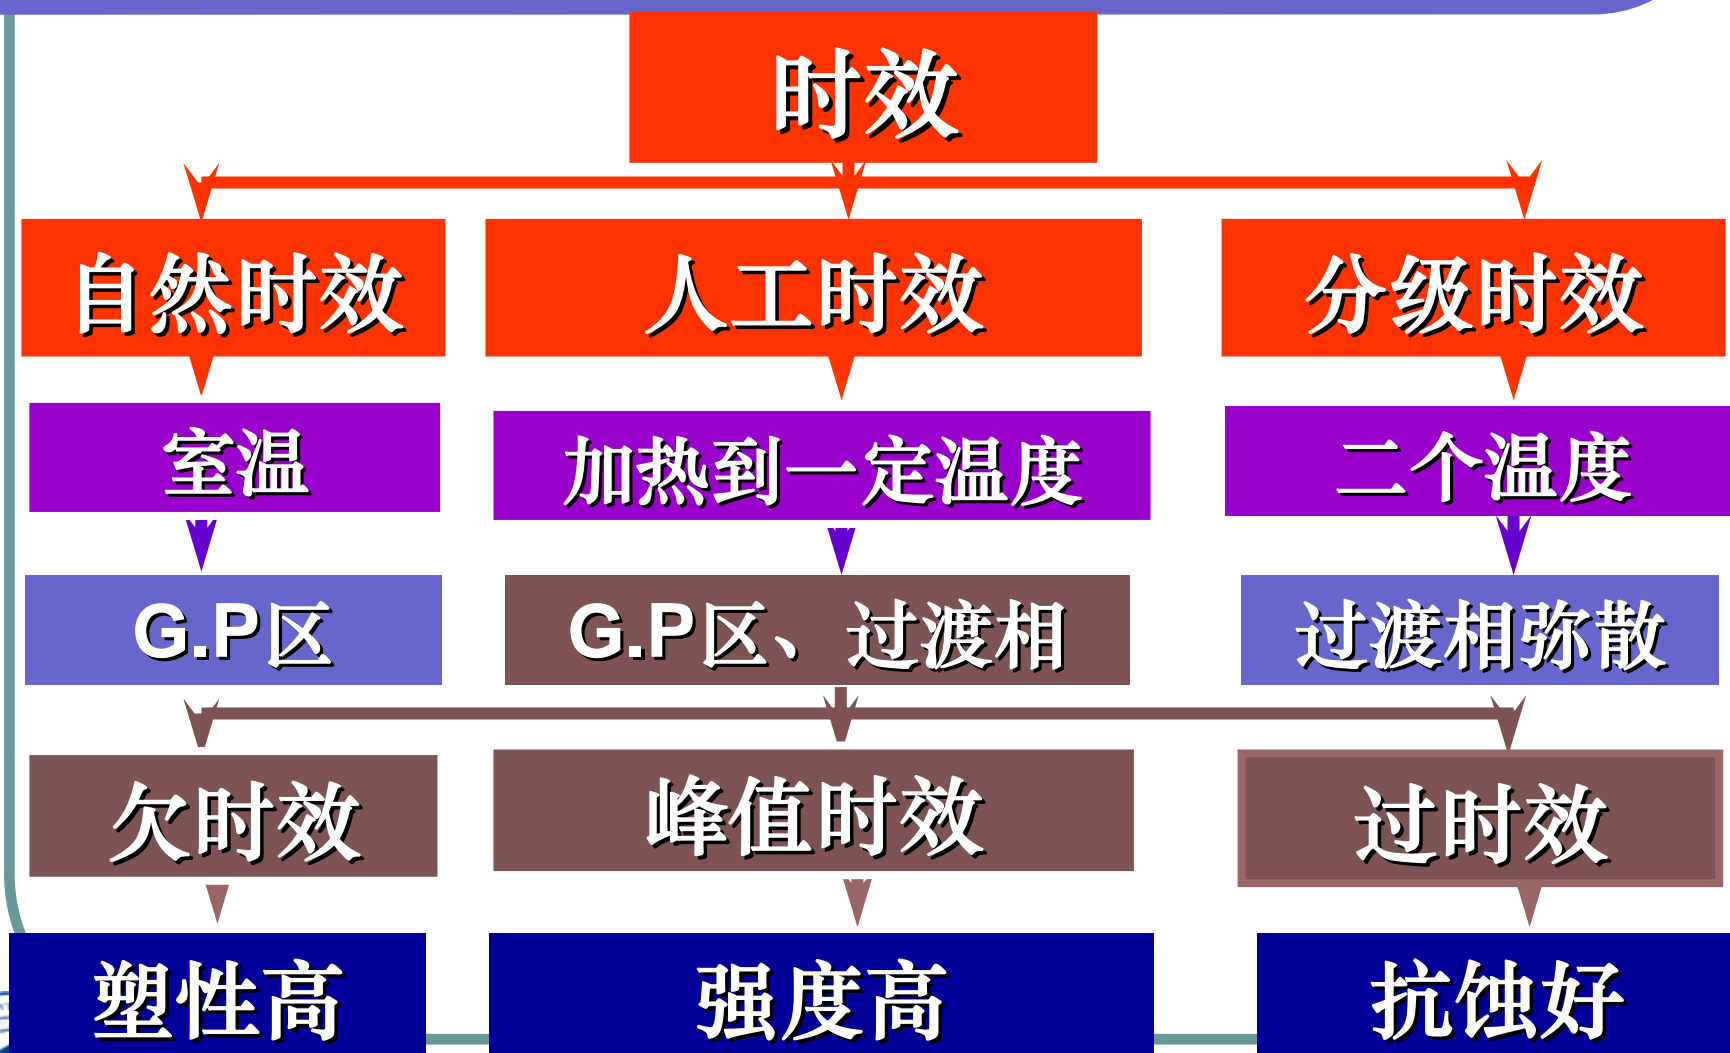 时效
自然时效
人工时效
分级时效
室温
加热到一定温度
二个温度
G.P区
G.P区、过渡相
过渡相弥散
欠时效
峰值时效
过时效
塑性高
强度高
抗蚀好